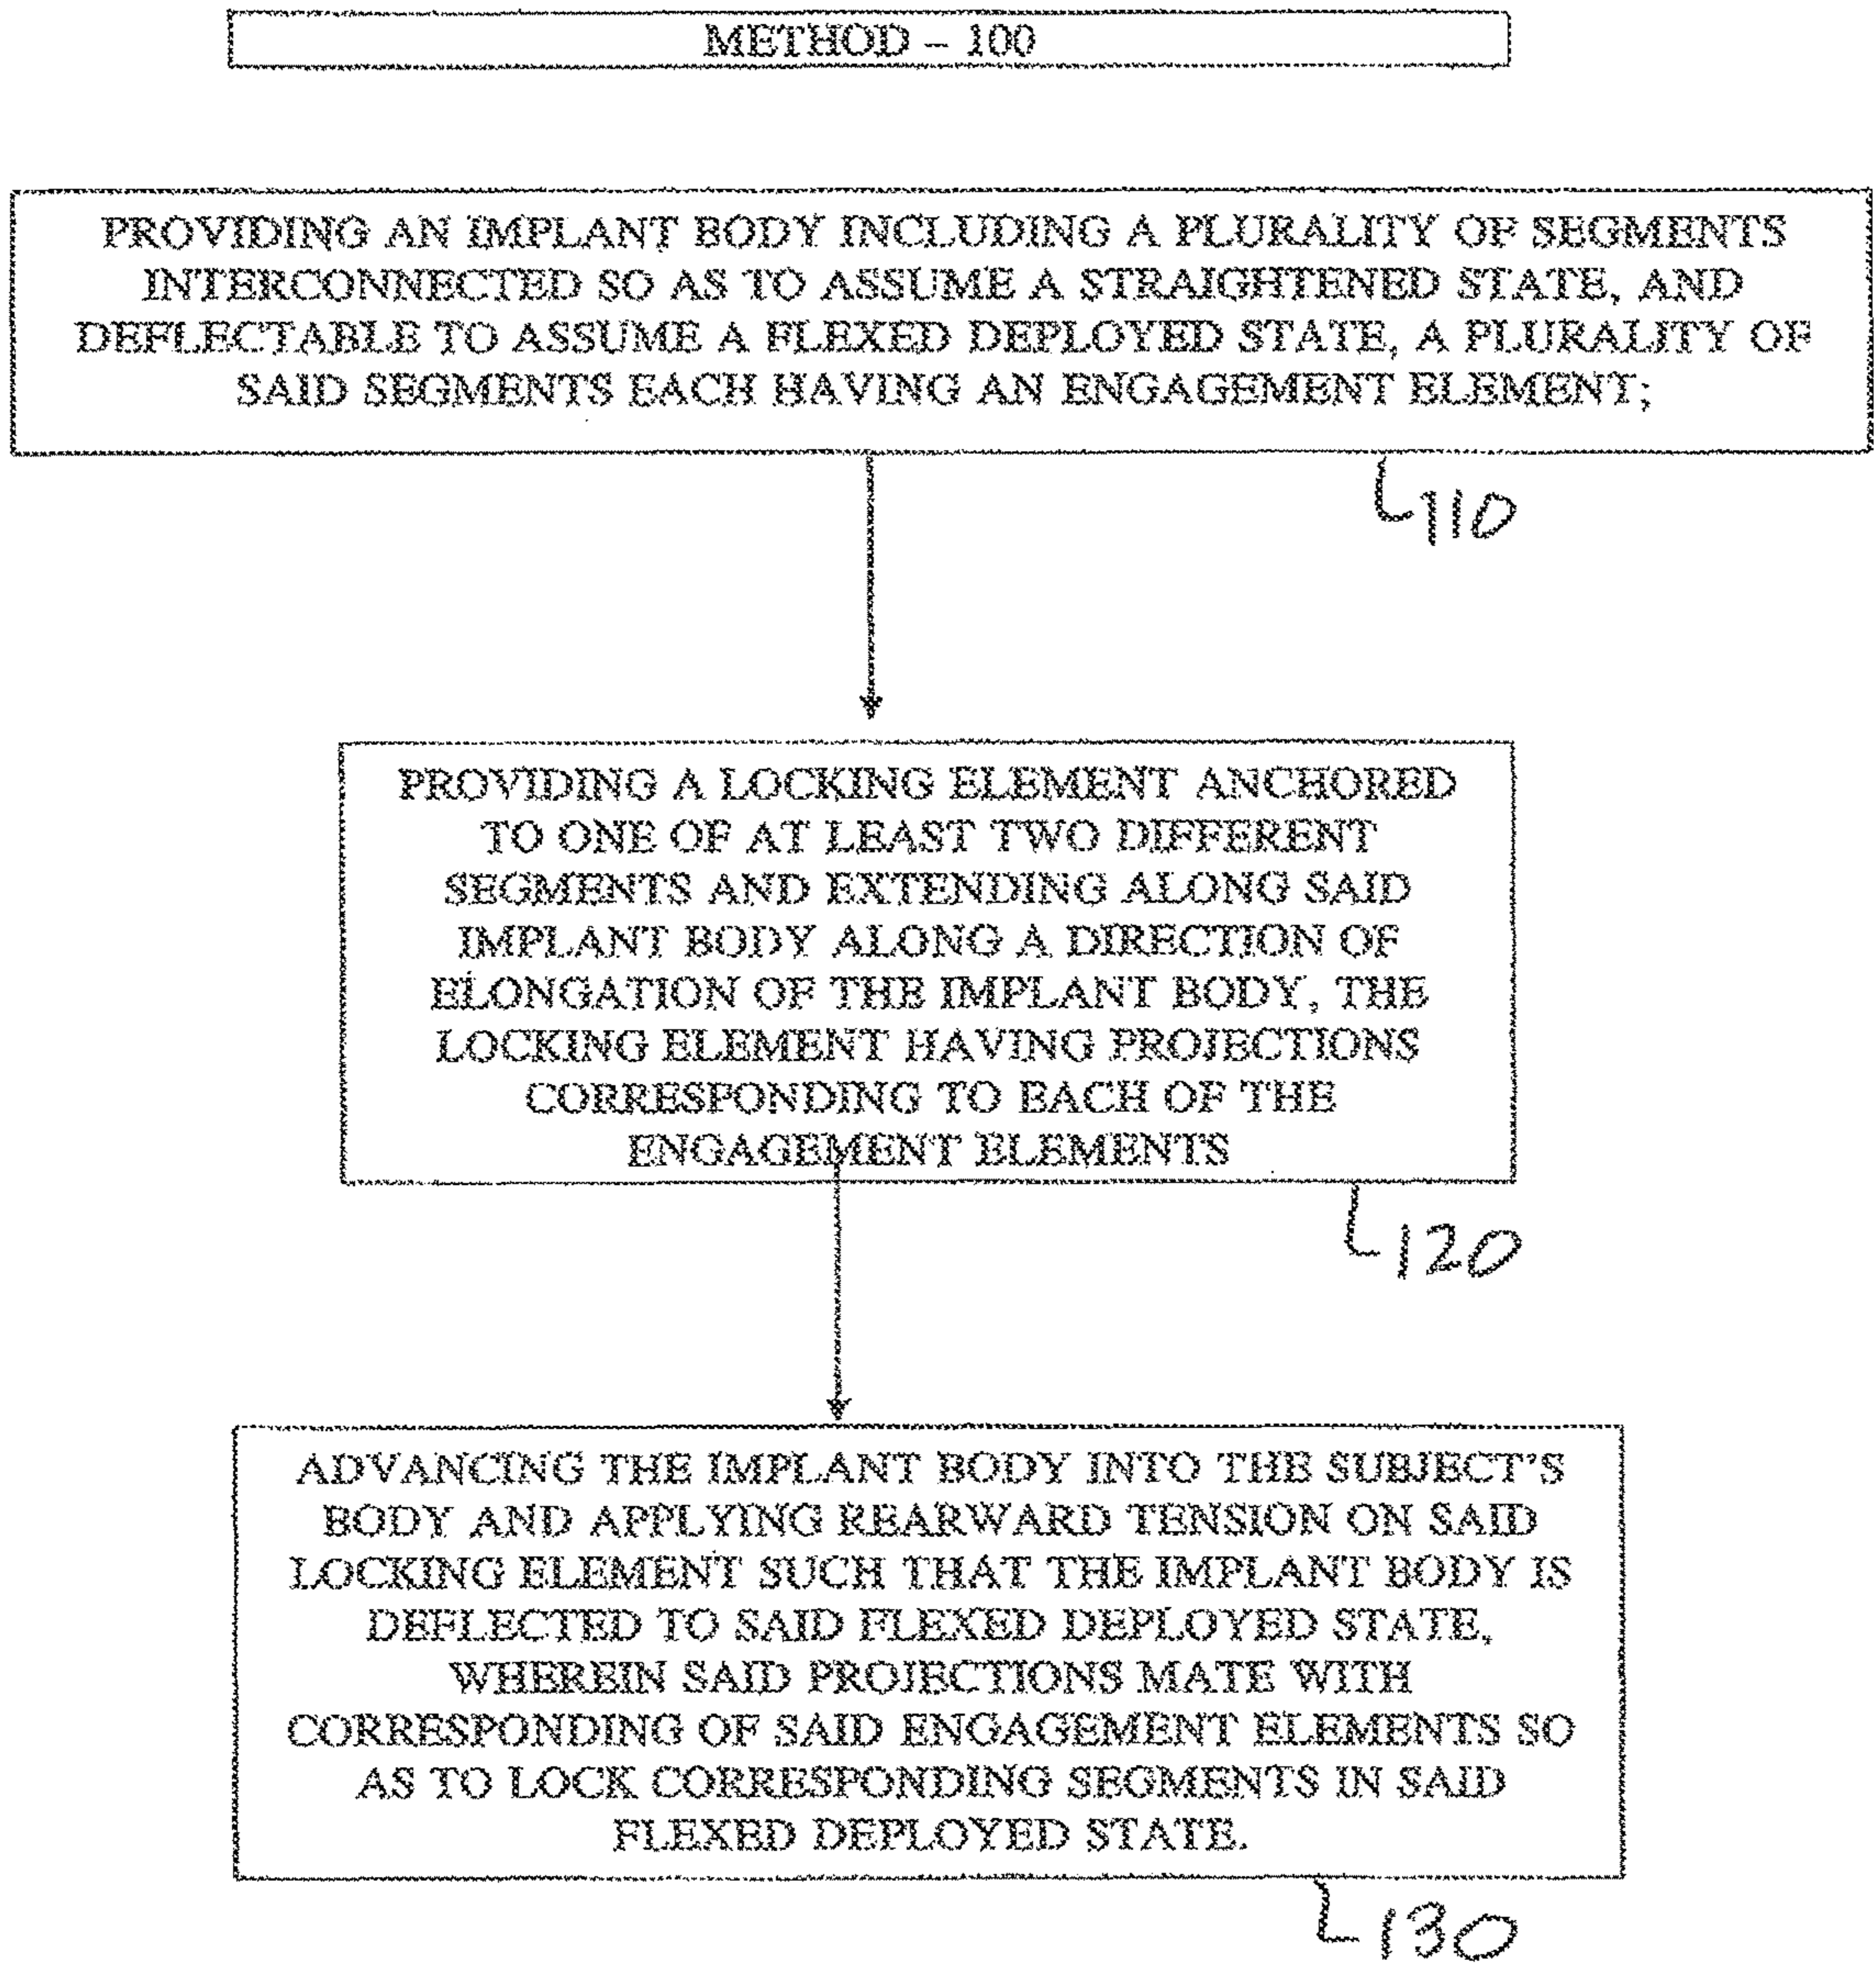 METHOD – 100
PROVIDING AN IMPLANT BODY INCLUDING A PLURALITY OF SEGMENTS
INTERCONNECTED SO AS TO ASSUME A STRAIGHTENED STATE, AND
DEFLECTABLE TO ASSUME A FLEXED DEPLOYED STATE, A PLURALITY OF
SAID SEGMENTS EACH HAVING AN ENGAGEMENT ELEMENT;
110
PROVIDING A LOCKING ELEMENT ANCHORED
TO ONE OF AT LEAST TWO DIFFERENT
SEGMENTS AND EXTENDING ALONG SAID
IMPLANT BODY ALONG A DIRECTION OF
ELONGATION OF THE IMPLANT BODY, THE
LOCKING ELEMENT HAVING PROJECTIONS
CORRESPONDING TO EACH OF THE
ENGAGEMENT ELEMENTS
120
ADVANCING THE IMPLANT BODY INTO THE SUBJECT'S
BODY AND APPLYING REARWARD TENSION ON SAID
LOCKING ELEMENT SUCH THAT THE IMPLANT BODY IS
DEFLECTED TO SAID FLEXED DEPLOYED STATE,
WHEREIN SAID PROJECTIONS MATE WITH
CORRESPONDING OF SAID ENGAGEMENT ELEMENTS SO
AS TO LOCK CORRESPONDING SEGMENTS IN SAID
FLEXED DEPLOYED STATE.
130